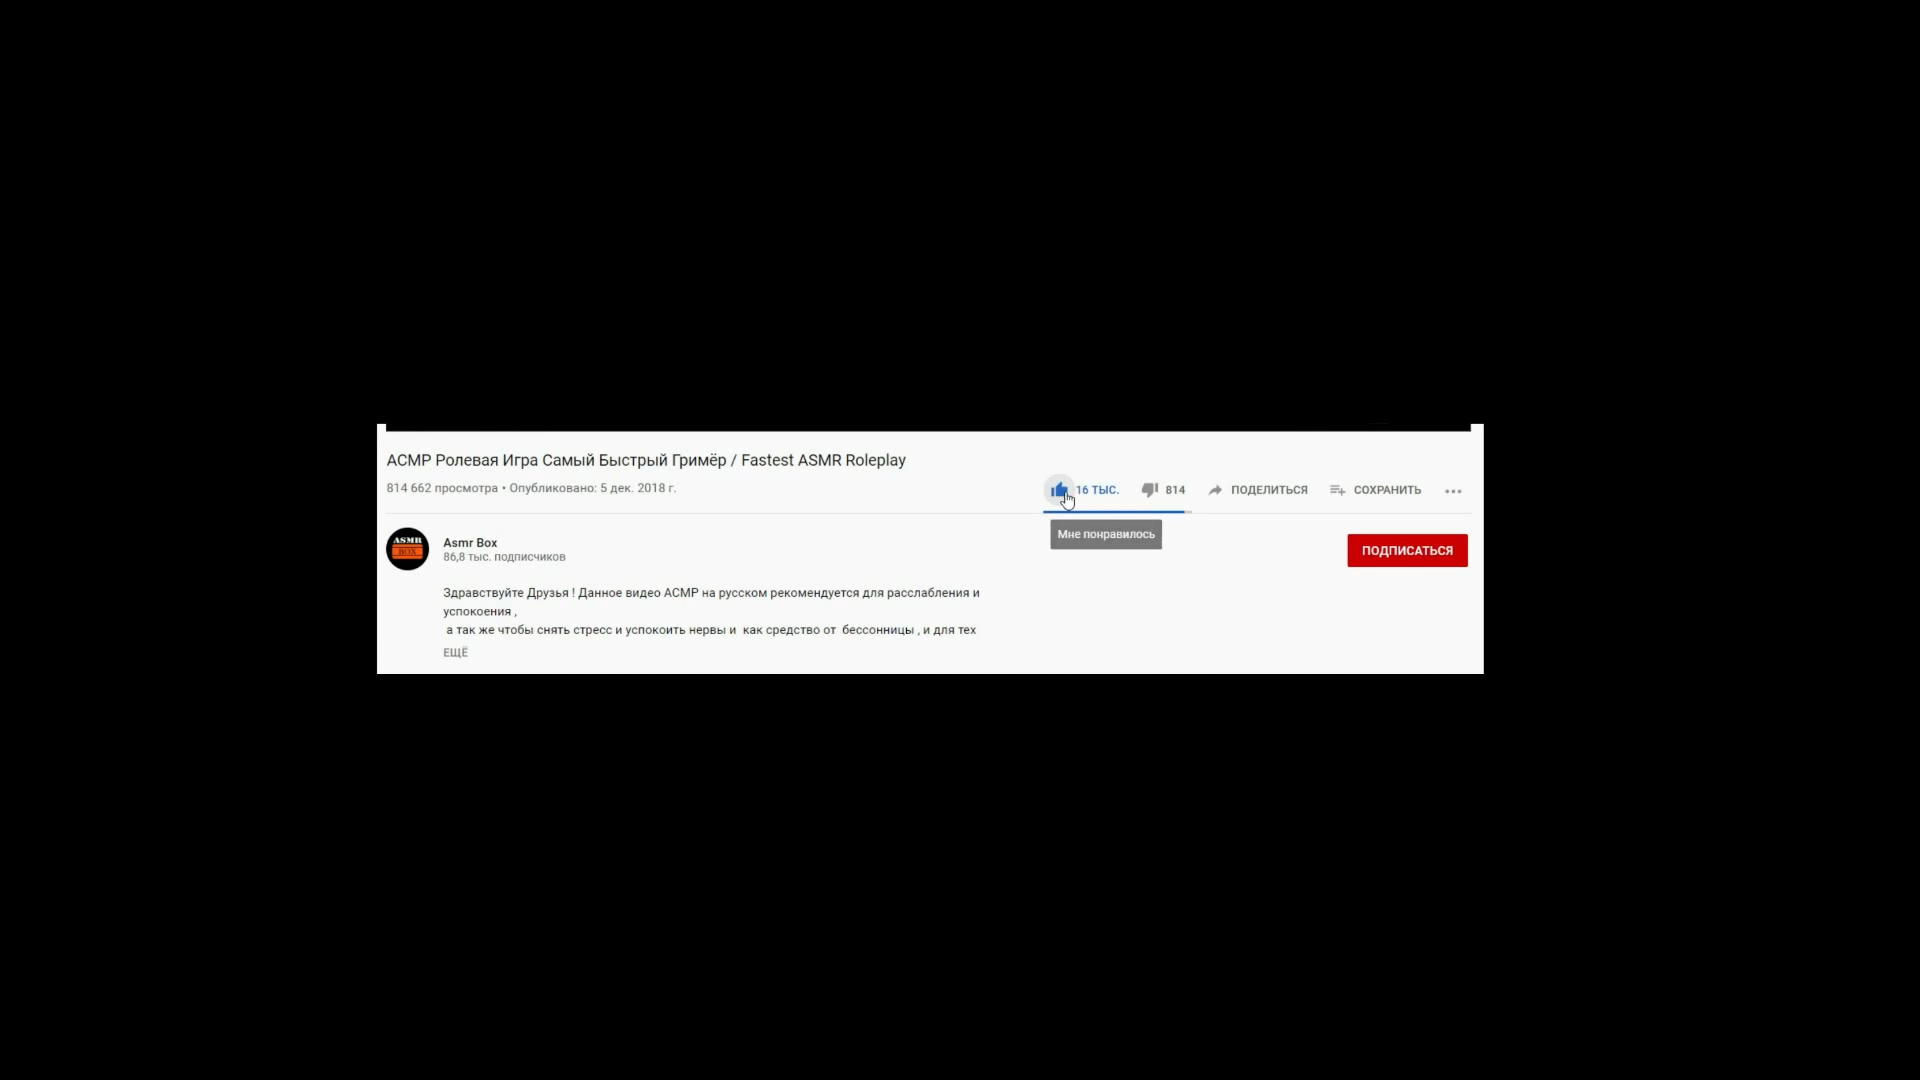 АСМР Ролевая Игра Самый Быстрый Гримёр / Fastest ASMR Roleplay
814 662 просмотра • Опубликовано: 5 дек. 2018 г.
16 ТЫС. 814 ПОДЕЛИТЬСЯ СОХРАНИТЬ
Мне понравилось
ASMR
BOX
Asmr Box
86,8 тыс. подписчиков
ПОДПИСАТЬСЯ
Здравствуйте Друзья ! Данное видео АСМР на русском рекомендуется для расслабления и
успокоения ,
а так же чтобы снять стресс и успокоить нервы и как средство от бессонницы , и для тех
ЕЩЁ